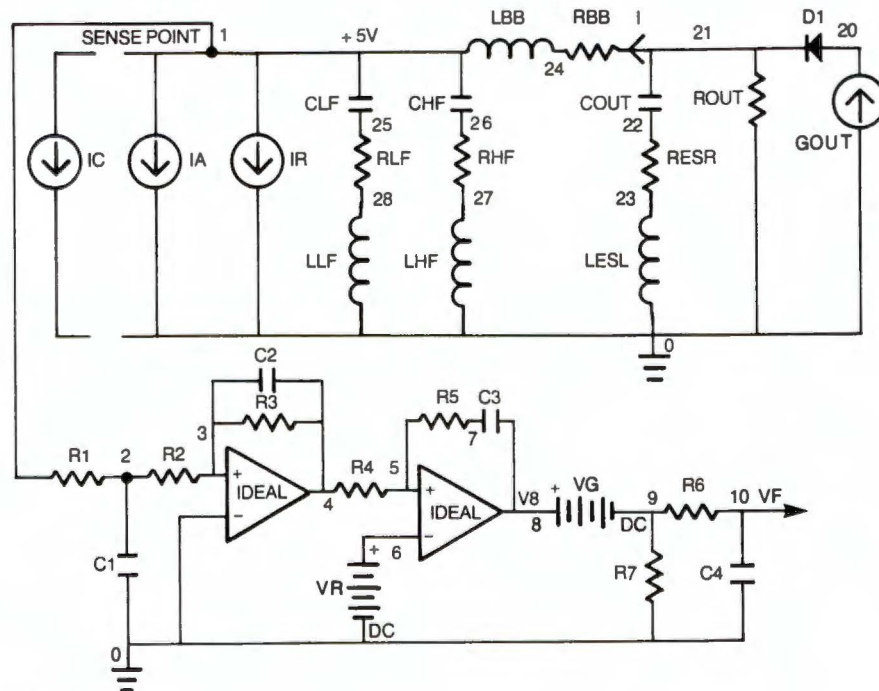 LBB RBB I D1
SENSE POINT 1 + 5V 24 21 20
CLF CHF COUT ROUT
25 26 22 GOUT
IC IA IR RLF RHF RESR
28 27 23
LLF LHF LESL
0
C2
R3 R5 C3
3 7
R1 2 R2 + R4 5 + VG 9 R6 10 VF
IDEAL IDEAL V8 +
− 4 − 8 DC
+ 6
C1 VR R7 C4
DC
0